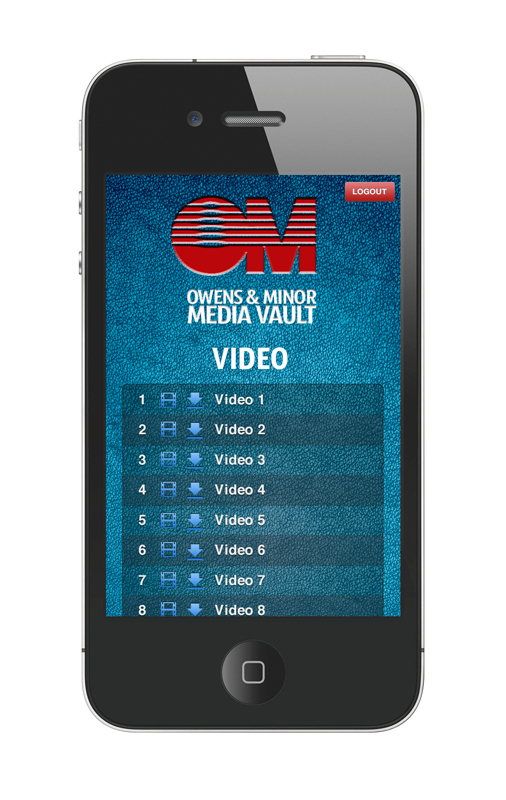 LOGOUT
OM
OWENS & MINOR
MEDIA VAULT
VIDEO
1 Video 1
2 Video 2
3 Video 3
4 Video 4
5 Video 5
6 Video 6
7 Video 7
8 Video 8